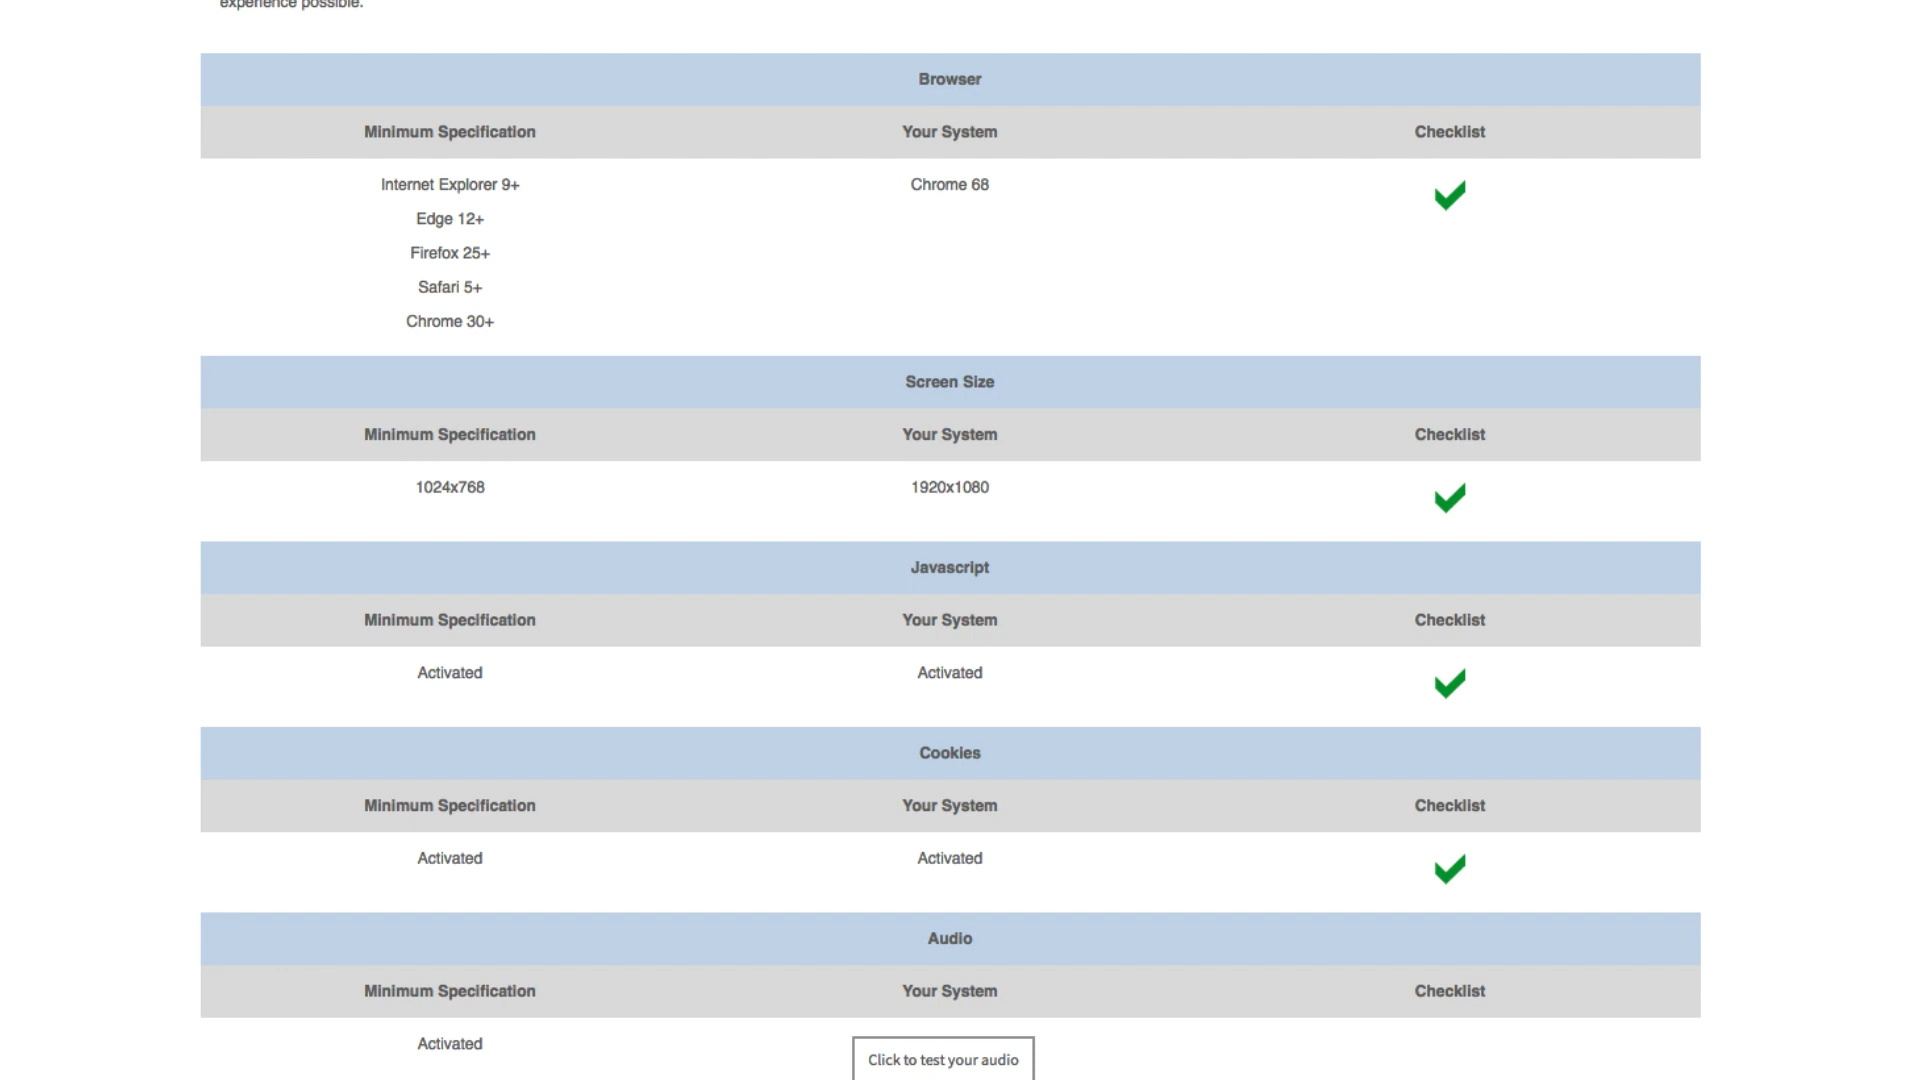 experience possible.
Browser
Minimum Specification Your System Checklist
Internet Explorer 9+ Chrome 68
Edge 12+
Firefox 25+
Safari 5+
Chrome 30+
Screen Size
Minimum Specification Your System Checklist
1024x768 1920x1080
Javascript
Minimum Specification Your System Checklist
Activated Activated
Cookies
Minimum Specification Your System Checklist
Activated Activated
Audio
Minimum Specification Your System Checklist
Activated
Click to test your audio